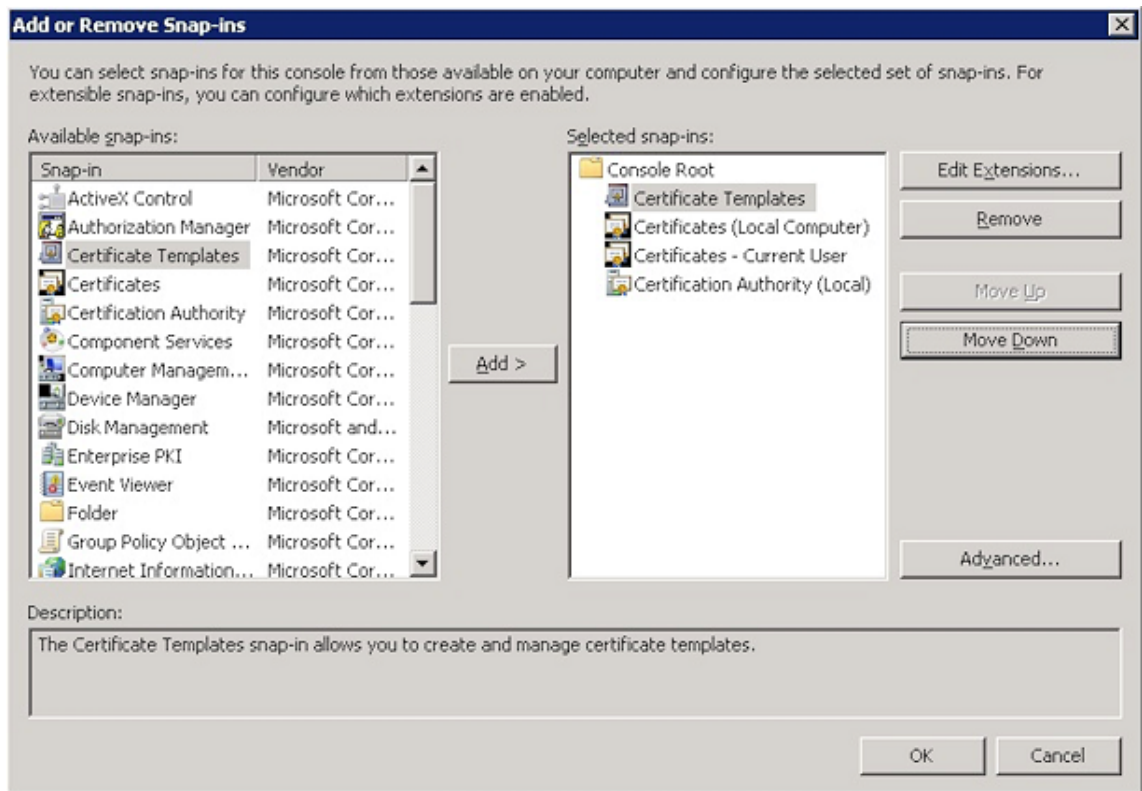 Add or Remove Snap-ins
You can select snap-ins for this console from those available on your computer and configure the selected set of snap-ins. For
extensible snap-ins, you can configure which extensions are enabled.
Available snap-ins:
Snap-in Vendor
ActiveX Control Microsoft Cor...
Authorization Manager Microsoft Cor...
Certificate Templates Microsoft Cor...
Certificates Microsoft Cor...
Certification Authority Microsoft Cor...
Component Services Microsoft Cor...
Computer Managem... Microsoft Cor...
Device Manager Microsoft Cor...
Disk Management Microsoft and...
Enterprise PKI Microsoft Cor...
Event Viewer Microsoft Cor...
Folder Microsoft Cor...
Group Policy Object ... Microsoft Cor...
Internet Information... Microsoft Cor...
Add >
Selected snap-ins:
Console Root
Certificate Templates
Certificates (Local Computer)
Certificates - Current User
Certification Authority (Local)
Edit Extensions...
Remove
Move Up
Move Down
Advanced...
Description:
The Certificate Templates snap-in allows you to create and manage certificate templates.
OK
Cancel